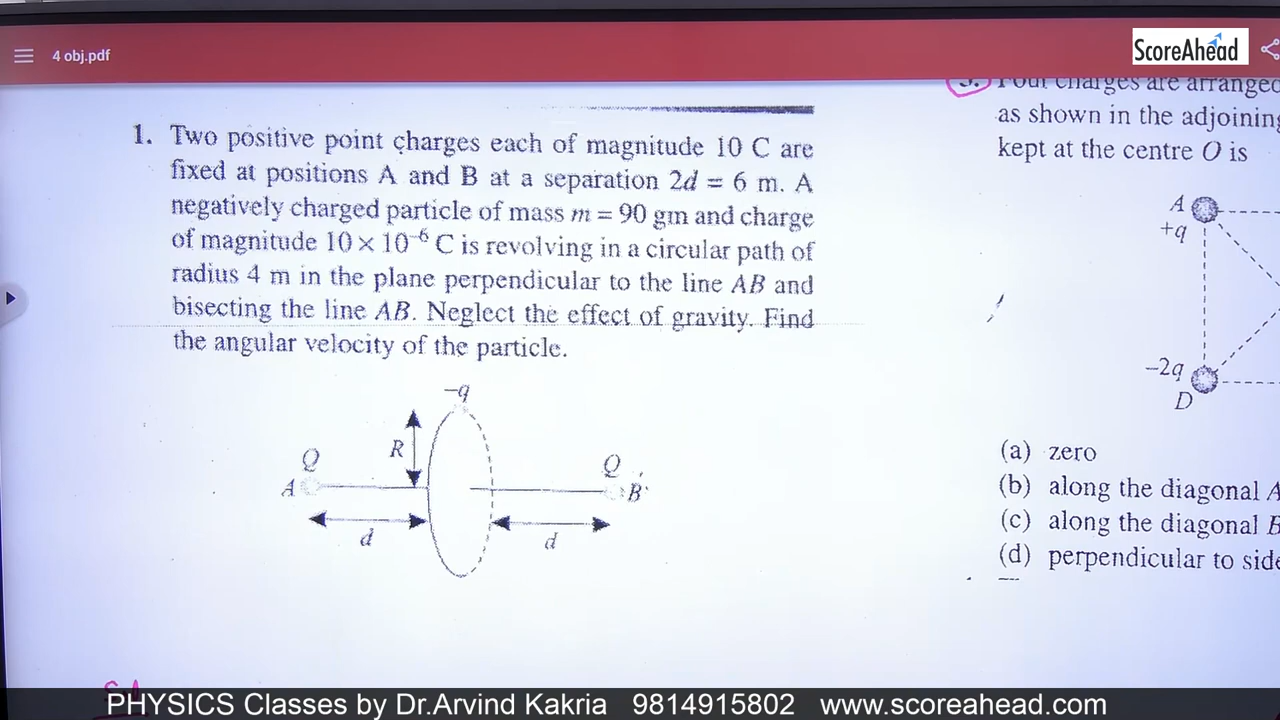 4 obj.pdf
ScoreAhead
1. Two positive point charges each of magnitude 10 C are
fixed at positions A and B at a separation 2d = 6 m. A
negatively charged particle of mass m = 90 gm and charge
of magnitude 10 × 10⁻⁶ C is revolving in a circular path of
radius 4 m in the plane perpendicular to the line AB and
bisecting the line AB. Neglect the effect of gravity. Find
the angular velocity of the particle.
−q
R
Q
A
Q
B
d
d
3. Four charges are arranged
as shown in the adjoining
kept at the centre O is
A
+q
−2q
D
(a) zero
(b) along the diagonal A
(c) along the diagonal B
(d) perpendicular to side
PHYSICS Classes by Dr.Arvind Kakria 9814915802 www.scoreahead.com